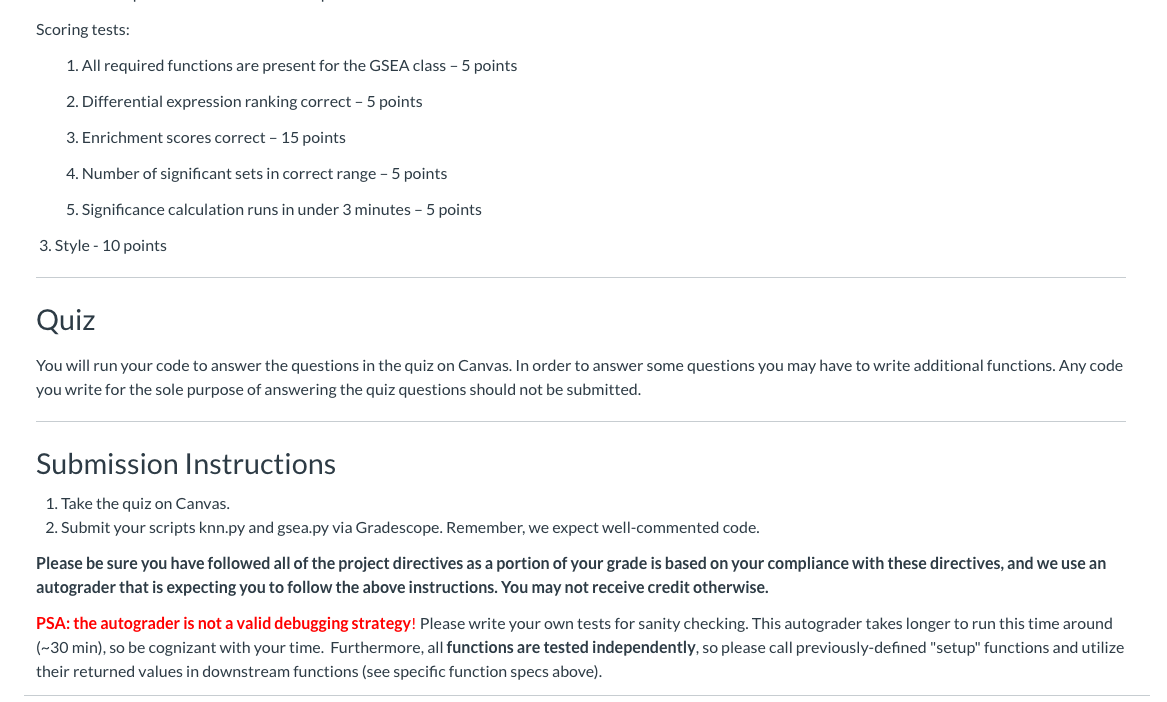 Scoring tests:
1. All required functions are present for the GSEA class – 5 points
2. Differential expression ranking correct – 5 points
3. Enrichment scores correct – 15 points
4. Number of significant sets in correct range – 5 points
5. Significance calculation runs in under 3 minutes – 5 points
3. Style - 10 points
Quiz
You will run your code to answer the questions in the quiz on Canvas. In order to answer some questions you may have to write additional functions. Any code
you write for the sole purpose of answering the quiz questions should not be submitted.
Submission Instructions
1. Take the quiz on Canvas.
2. Submit your scripts knn.py and gsea.py via Gradescope. Remember, we expect well-commented code.
Please be sure you have followed all of the project directives as a portion of your grade is based on your compliance with these directives, and we use an
autograder that is expecting you to follow the above instructions. You may not receive credit otherwise.
PSA: the autograder is not a valid debugging strategy! Please write your own tests for sanity checking. This autograder takes longer to run this time around
(~30 min), so be cognizant with your time. Furthermore, all functions are tested independently, so please call previously-defined "setup" functions and utilize
their returned values in downstream functions (see specific function specs above).